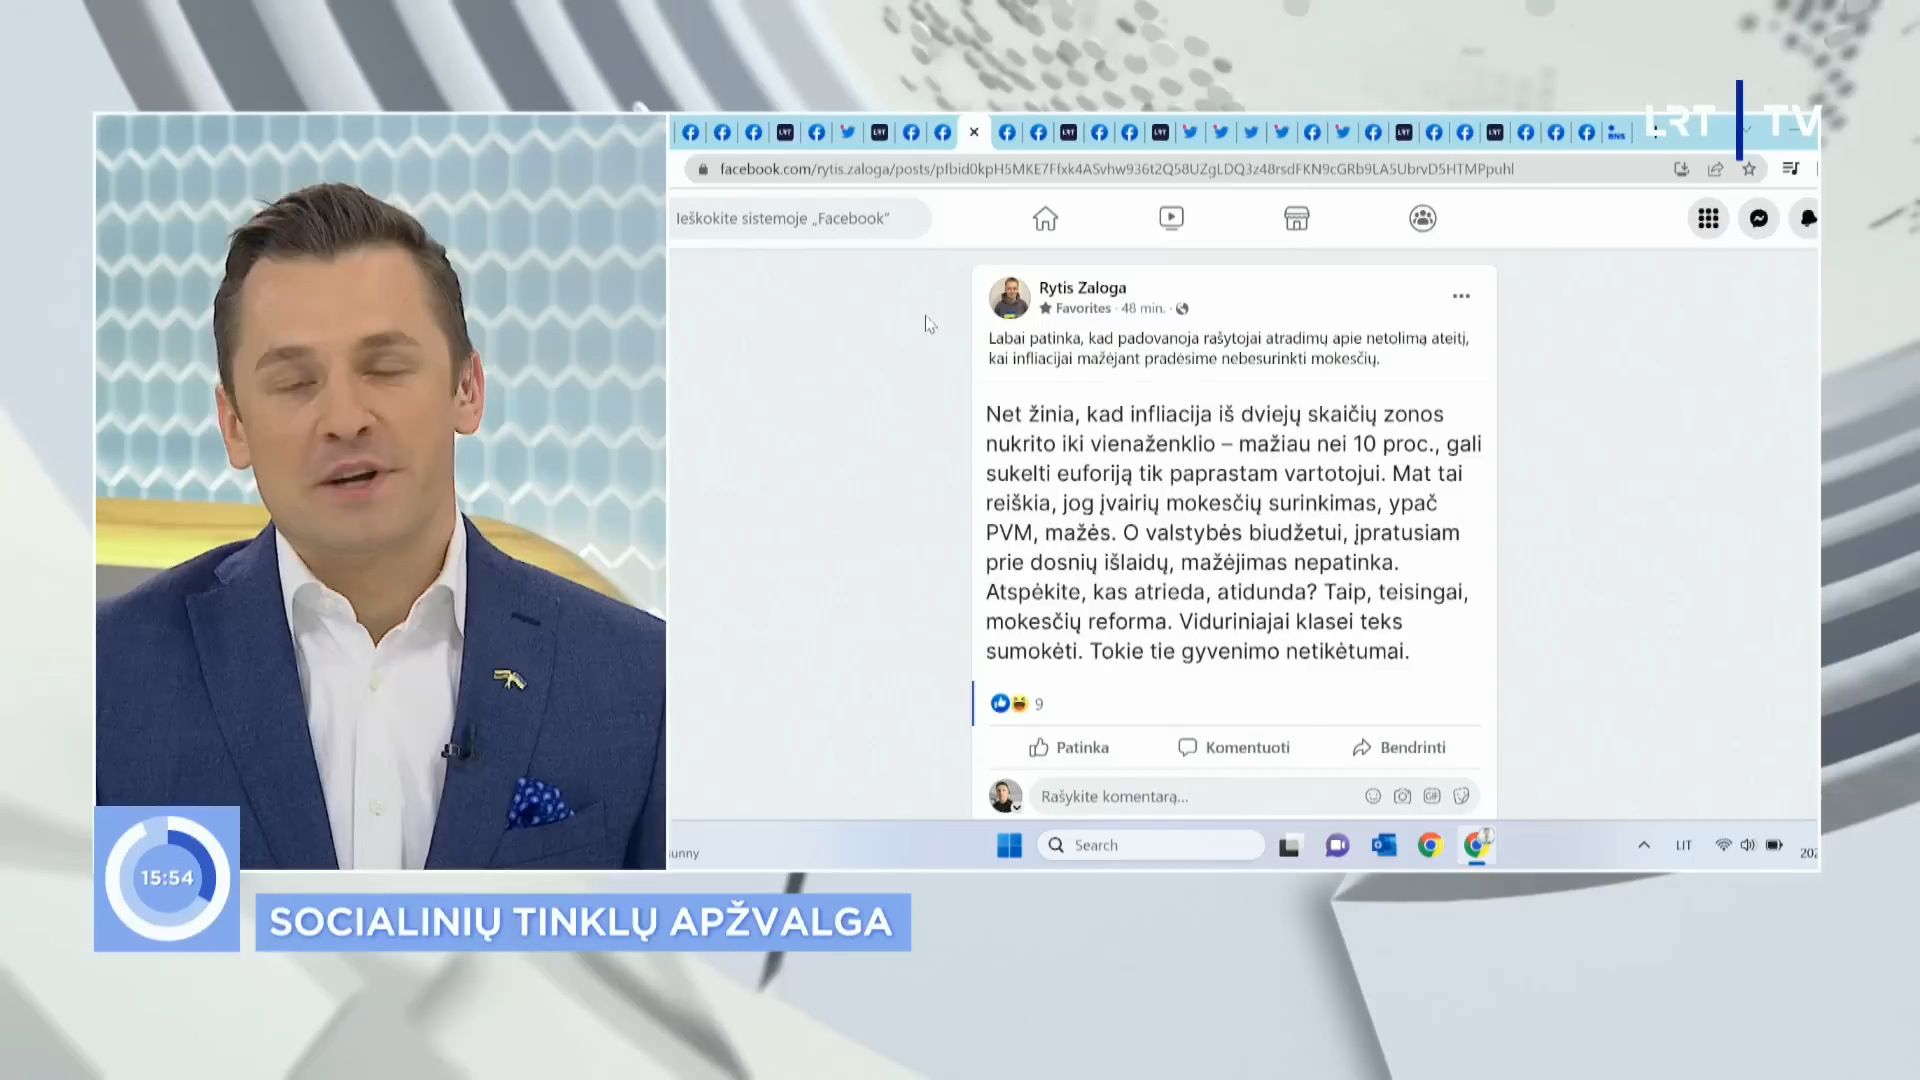 LRT TV
facebook.com/rytis.zaloga/posts/pfbid0kpH5MKE7Ffxk4ASvhw936t2Q58UZgLDQ3z48rsdFKN9cGRb9LA5UbrvD5HTMPpuhl
Ieškokite sistemoje „Facebook“
Rytis Zaloga
Favorites · 48 min. ·
Labai patinka, kad padovanoja rašytojai atradimų apie netolimą ateitį,
kai infliacijai mažėjant pradėsime nebesurinkti mokesčių.
Net žinia, kad infliacija iš dviejų skaičių zonos
nukrito iki vienaženklio – mažiau nei 10 proc., gali
sukelti euforiją tik paprastam vartotojui. Mat tai
reiškia, jog įvairių mokesčių surinkimas, ypač
PVM, mažės. O valstybės biudžetui, įpratusiam
prie dosnių išlaidų, mažėjimas nepatinka.
Atspėkite, kas atrieda, atidunda? Taip, teisingai,
mokesčių reforma. Viduriniajai klasei teks
sumokėti. Tokie tie gyvenimo netikėtumai.
9
Patinka Komentuoti Bendrinti
Rašykite komentarą...
GIF
unny
Search
LIT
202
15:54
SOCIALINIŲ TINKLŲ APŽVALGA